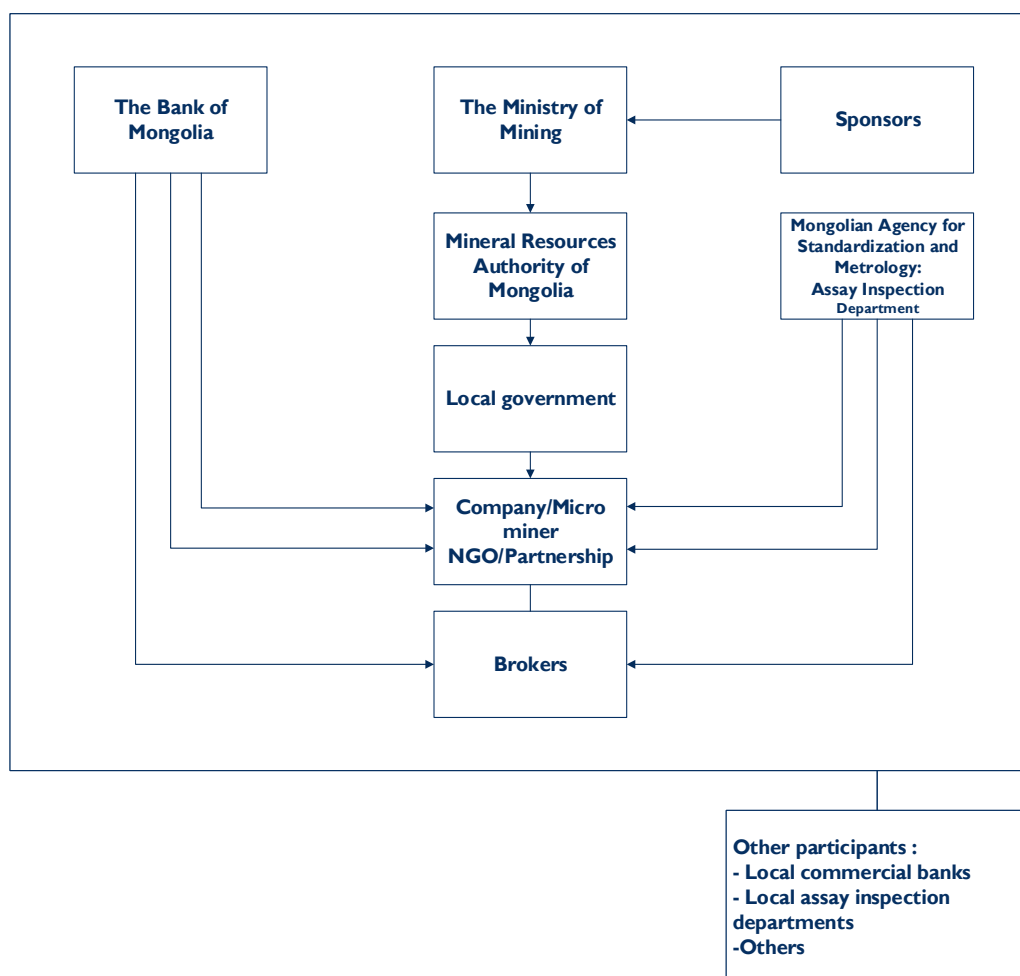 The Bank of
Mongolia
The Ministry of
Mining
Sponsors
Mineral Resources
Authority of
Mongolia
Mongolian Agency for
Standardization and
Metrology:
Assay Inspection
Department
Local government
Company/Micro
miner
NGO/Partnership
Brokers
Other participants :
- Local commercial banks
- Local assay inspection
departments
-Others